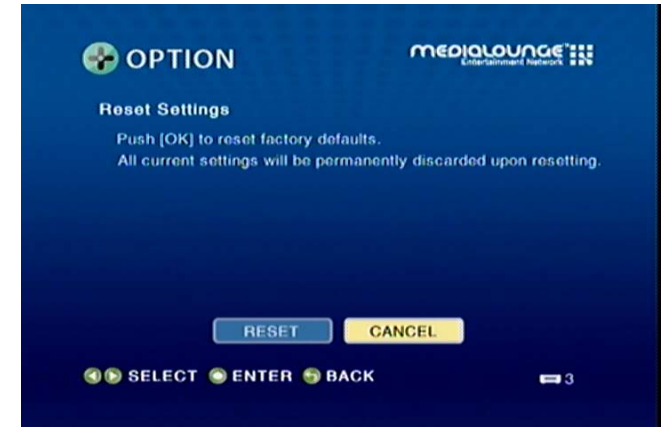 OPTION
MEDIALOUNGE™
Entertainment Network
Reset Settings
Push [OK] to reset factory defaults.
All current settings will be permanently discarded upon resetting.
RESET CANCEL
SELECT ENTER BACK 3